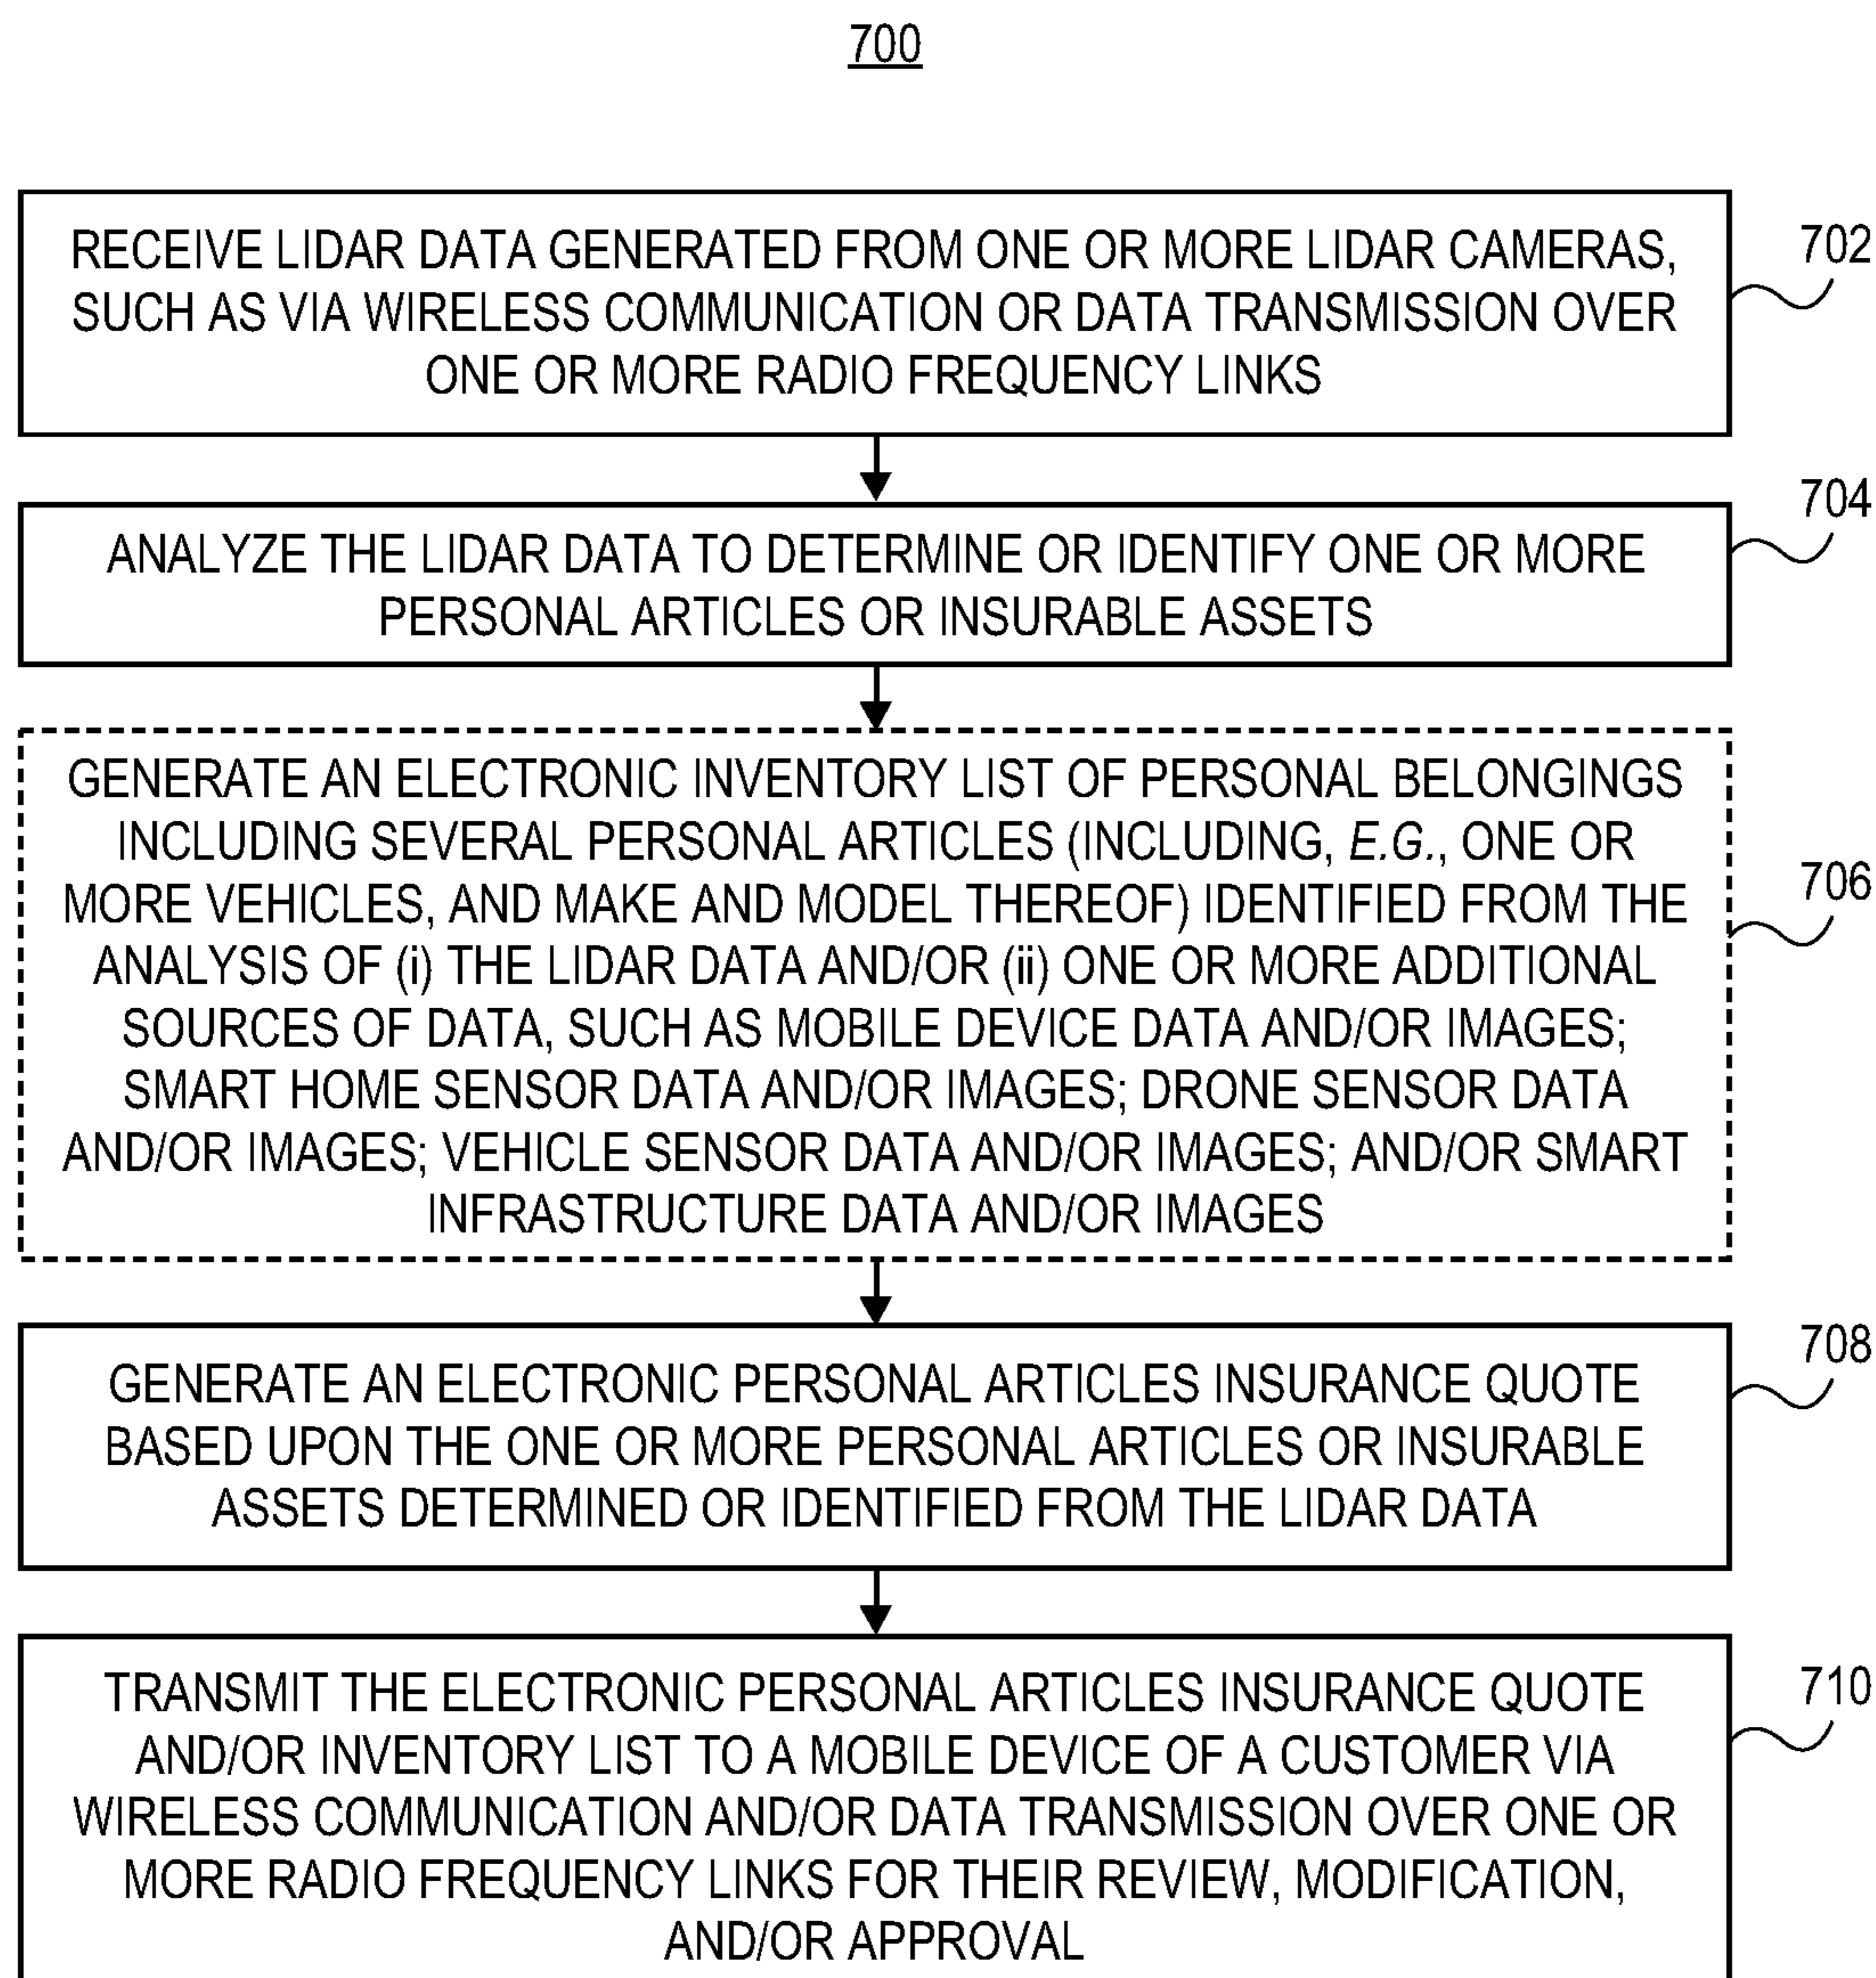 700
RECEIVE LIDAR DATA GENERATED FROM ONE OR MORE LIDAR CAMERAS,
SUCH AS VIA WIRELESS COMMUNICATION OR DATA TRANSMISSION OVER
ONE OR MORE RADIO FREQUENCY LINKS
702
ANALYZE THE LIDAR DATA TO DETERMINE OR IDENTIFY ONE OR MORE
PERSONAL ARTICLES OR INSURABLE ASSETS
704
GENERATE AN ELECTRONIC INVENTORY LIST OF PERSONAL BELONGINGS
INCLUDING SEVERAL PERSONAL ARTICLES (INCLUDING, E.G., ONE OR
MORE VEHICLES, AND MAKE AND MODEL THEREOF) IDENTIFIED FROM THE
ANALYSIS OF (i) THE LIDAR DATA AND/OR (ii) ONE OR MORE ADDITIONAL
SOURCES OF DATA, SUCH AS MOBILE DEVICE DATA AND/OR IMAGES;
SMART HOME SENSOR DATA AND/OR IMAGES; DRONE SENSOR DATA
AND/OR IMAGES; VEHICLE SENSOR DATA AND/OR IMAGES; AND/OR SMART
INFRASTRUCTURE DATA AND/OR IMAGES
706
GENERATE AN ELECTRONIC PERSONAL ARTICLES INSURANCE QUOTE
BASED UPON THE ONE OR MORE PERSONAL ARTICLES OR INSURABLE
ASSETS DETERMINED OR IDENTIFIED FROM THE LIDAR DATA
708
TRANSMIT THE ELECTRONIC PERSONAL ARTICLES INSURANCE QUOTE
AND/OR INVENTORY LIST TO A MOBILE DEVICE OF A CUSTOMER VIA
WIRELESS COMMUNICATION AND/OR DATA TRANSMISSION OVER ONE OR
MORE RADIO FREQUENCY LINKS FOR THEIR REVIEW, MODIFICATION,
AND/OR APPROVAL
710